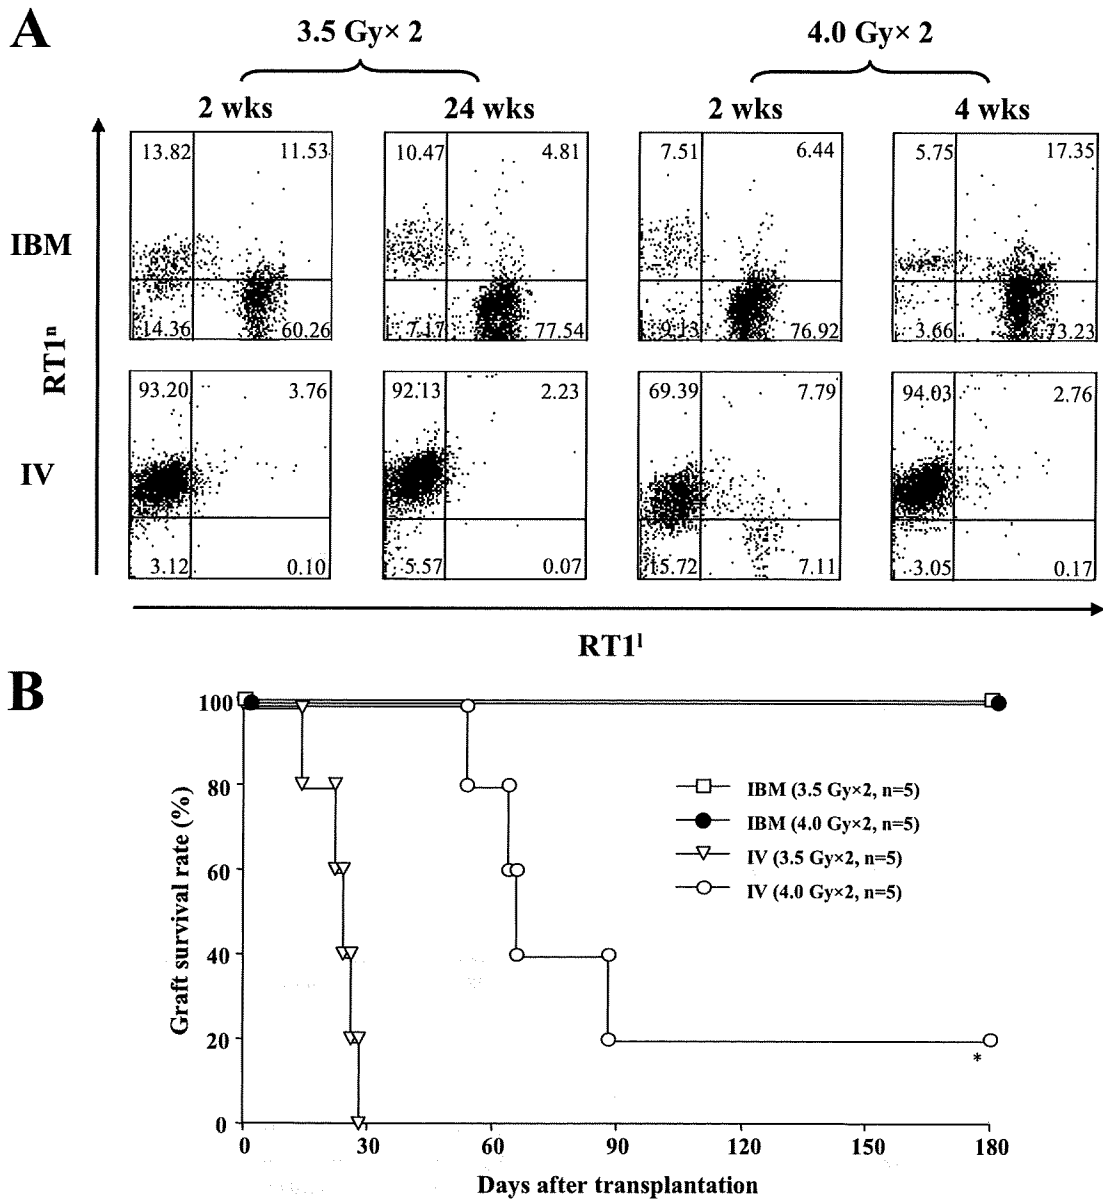 A
3.5 Gy× 2
4.0 Gy× 2
2 wks
24 wks
2 wks
4 wks
IBM
13.82 11.53
14.36 60.26
10.47 4.81
7.17 77.54
7.51 6.44
9.13 76.92
5.75 17.35
3.66 73.23
IV
93.20 3.76
3.12 0.10
92.13 2.23
5.57 0.07
69.39 7.79
15.72 7.11
94.03 2.76
3.05 0.17
RT1ⁿ
RT1ˡ
B
Graft survival rate (%)
100
80
60
40
20
0
IBM (3.5 Gy×2, n=5)
IBM (4.0 Gy×2, n=5)
IV (3.5 Gy×2, n=5)
IV (4.0 Gy×2, n=5)
*
0 30 60 90 120 150 180
Days after transplantation